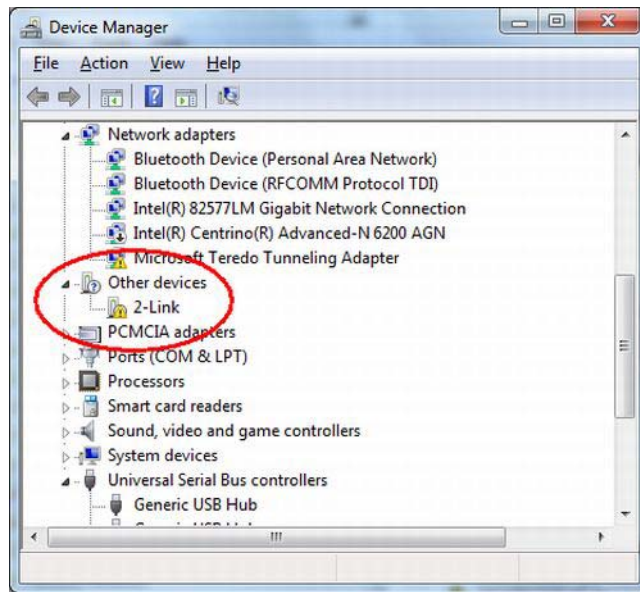 Device Manager
File Action View Help
Network adapters
Bluetooth Device (Personal Area Network)
Bluetooth Device (RFCOMM Protocol TDI)
Intel(R) 82577LM Gigabit Network Connection
Intel(R) Centrino(R) Advanced-N 6200 AGN
Microsoft Teredo Tunneling Adapter
Other devices
2-Link
PCMCIA adapters
Ports (COM & LPT)
Processors
Smart card readers
Sound, video and game controllers
System devices
Universal Serial Bus controllers
Generic USB Hub